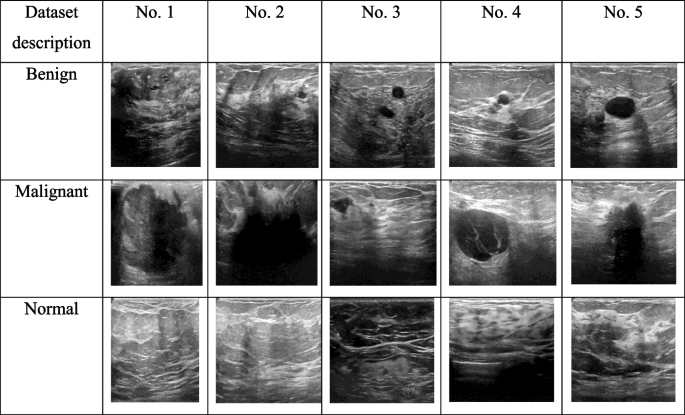 Dataset description
No. 1
No. 2
No. 3
No. 4
No. 5
Benign
Malignant
Normal